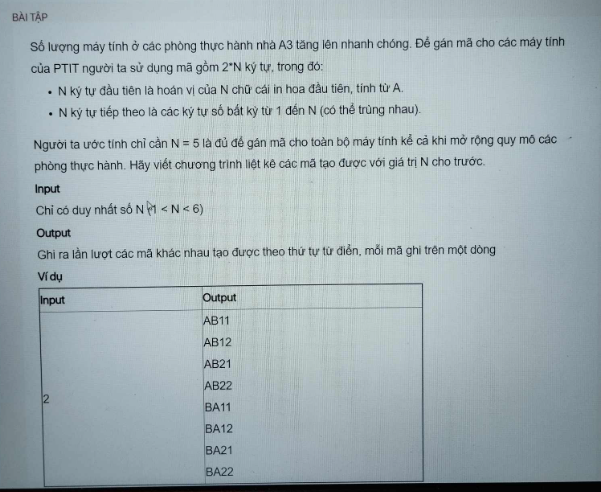 BÀI TẬP
Số lượng máy tính ở các phòng thực hành nhà A3 tăng lên nhanh chóng. Để gán mã cho các máy tính
của PTIT người ta sử dụng mã gồm 2*N ký tự, trong đó:
• N ký tự đầu tiên là hoán vị của N chữ cái in hoa đầu tiên, tính từ A.
• N ký tự tiếp theo là các ký tự số bất kỳ từ 1 đến N (có thể trùng nhau).
Người ta ước tính chỉ cần N = 5 là đủ để gán mã cho toàn bộ máy tính kể cả khi mở rộng quy mô các
phòng thực hành. Hãy viết chương trình liệt kê các mã tạo được với giá trị N cho trước.
Input
Chỉ có duy nhất số N (1 < N < 6)
Output
Ghi ra lần lượt các mã khác nhau tạo được theo thứ tự từ điển, mỗi mã ghi trên một dòng
Ví dụ
Input Output
2
AB11
AB12
AB21
AB22
BA11
BA12
BA21
BA22